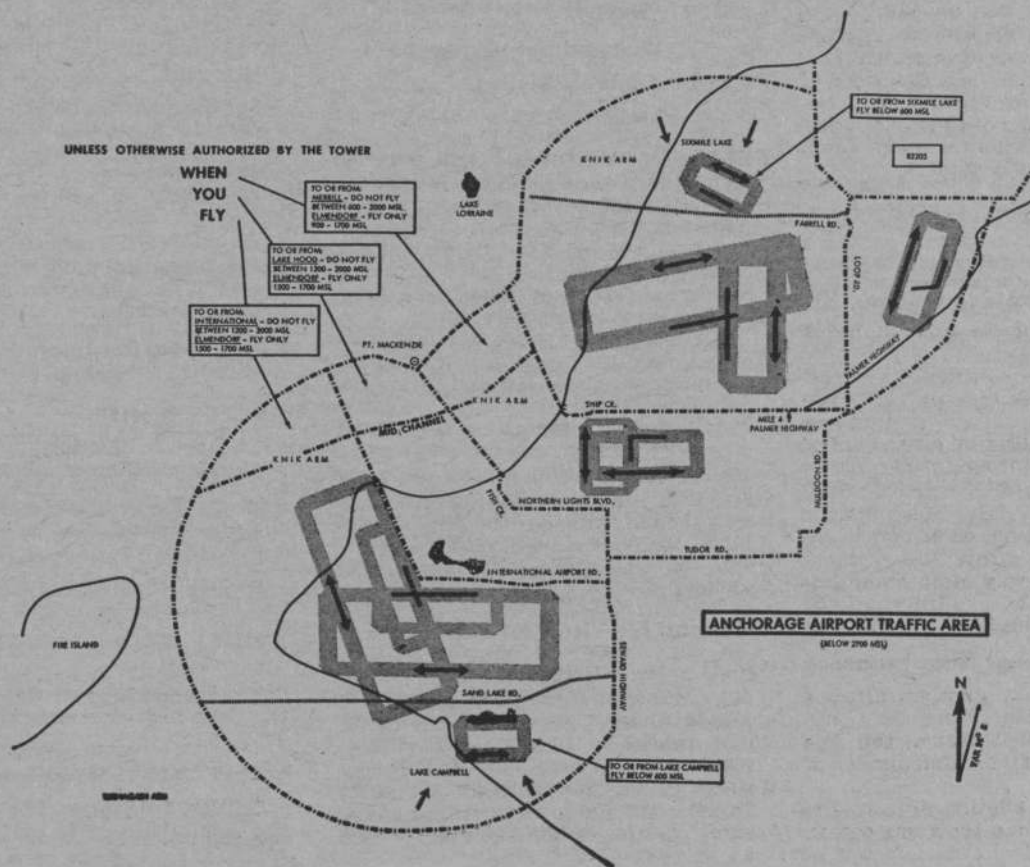 UNLESS OTHERWISE AUTHORIZED BY THE TOWER
WHEN
YOU
FLY
TO OR FROM:
MERRILL - DO NOT FLY
BETWEEN 600 - 2000 MSL
ELMENDORF - FLY ONLY
900 - 1700 MSL
TO OR FROM:
LAKE HOOD - DO NOT FLY
BETWEEN 1200 - 2000 MSL
ELMENDORF - FLY ONLY
1500 - 1700 MSL
TO OR FROM:
INTERNATIONAL - DO NOT FLY
BETWEEN 1200 - 2000 MSL
ELMENDORF - FLY ONLY
1500 - 1700 MSL
TO OR FROM SIXMILE LAKE
FLY BELOW 600 MSL
R2203
SIXMILE LAKE
KNIK ARM
LAKE
LORRAINE
FARRELL RD.
LOOP RD.
PALMER HIGHWAY
PT. MACKENZIE
KNIK ARM
MID. CHANNEL
KNIK ARM
SHIP CK.
MILE 4
PALMER HIGHWAY
MULDOON RD.
FISH CK.
NORTHERN LIGHTS BLVD.
TUDOR RD.
INTERNATIONAL AIRPORT RD.
ANCHORAGE AIRPORT TRAFFIC AREA
(BELOW 2700 MSL)
FIRE ISLAND
SEWARD HIGHWAY
SAND LAKE RD.
N
LAKE CAMPBELL
TO OR FROM LAKE CAMPBELL
FLY BELOW 600 MSL